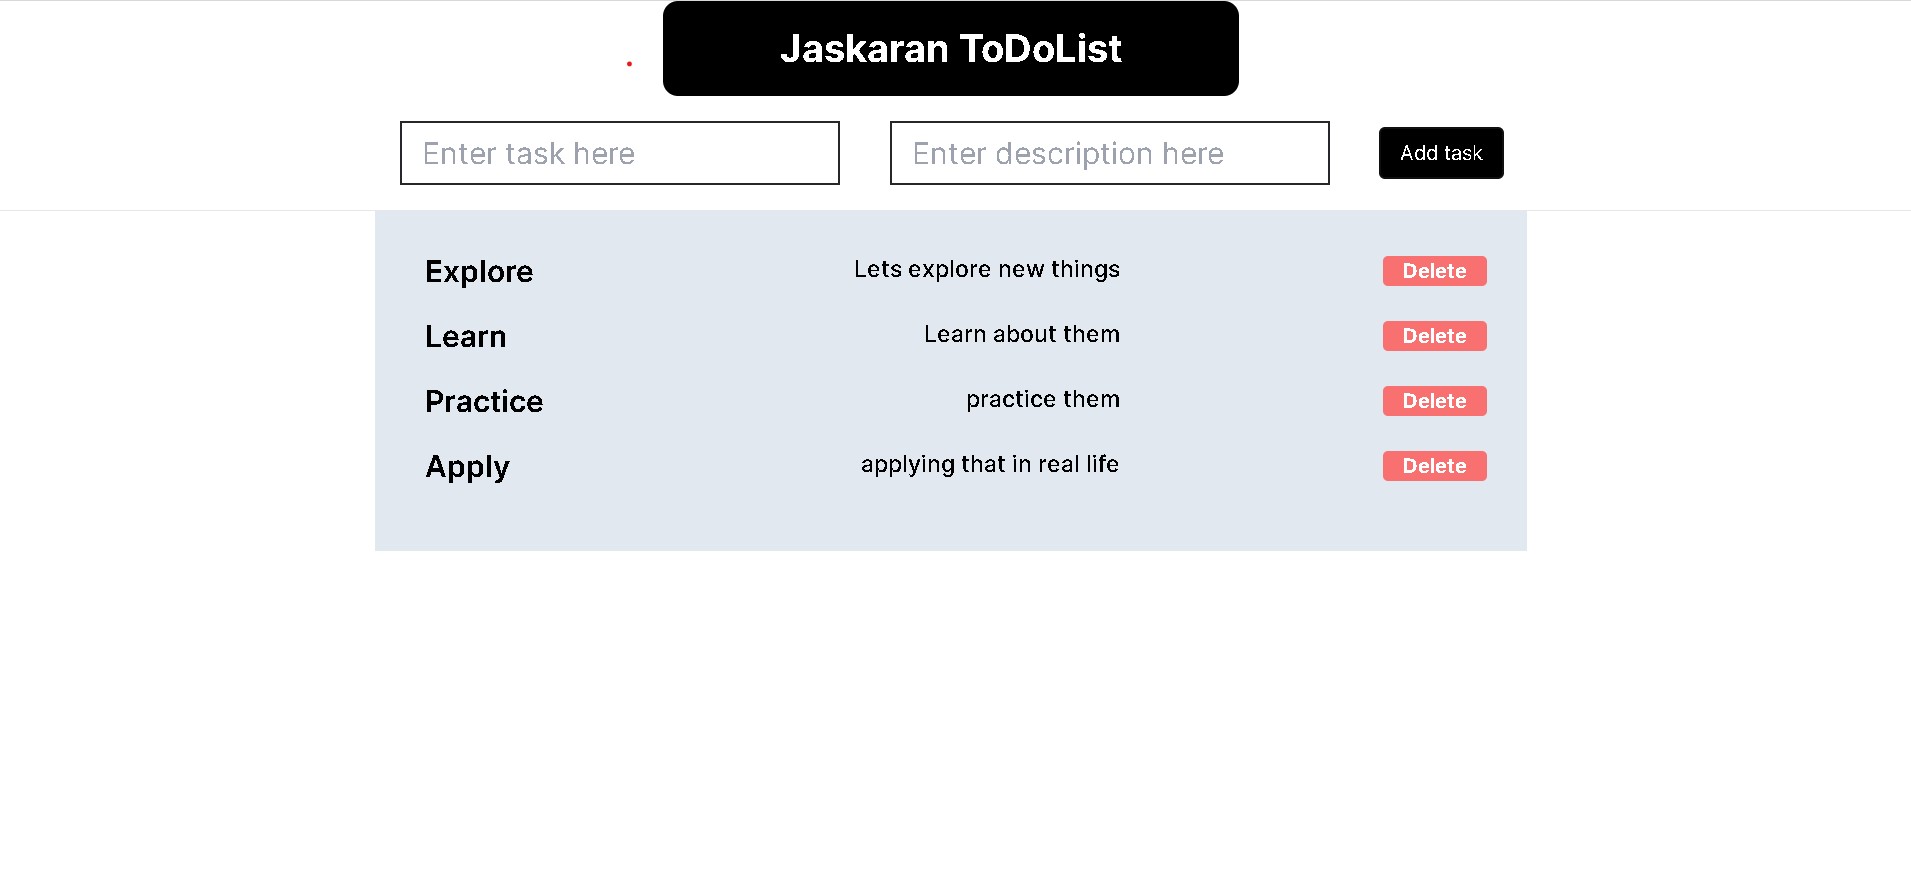 Jaskaran ToDoList
Enter task here Enter description here Add task
Explore Lets explore new things Delete
Learn Learn about them Delete
Practice practice them Delete
Apply applying that in real life Delete